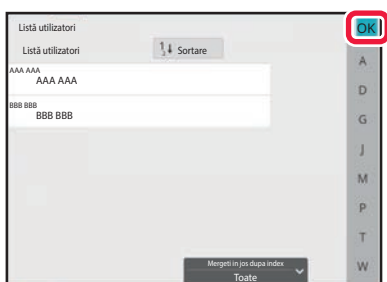 Listă utilizatori
OK
Listă utilizatori
Sortare
AAA AAA
AAA AAA
BBB BBB
BBB BBB
A
D
G
J
M
P
T
W
Mergeti in jos dupa index
Toate